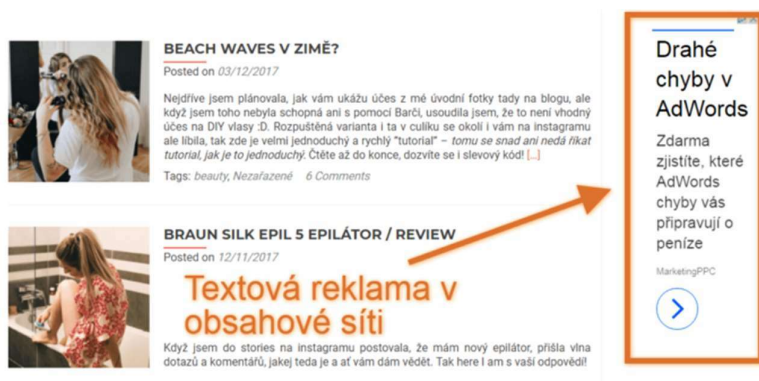 BEACH WAVES V ZIMĚ?
Posted on 03/12/2017
Nejdříve jsem plánovala, jak vám ukážu účes z mé úvodní fotky tady na blogu, ale
když jsem toho nebyla schopná ani s pomocí Barči, usoudila jsem, že to není vhodný
účes na DIY vlasy :D. Rozpuštěná varianta i ta v culíku se okolí i vám na instagramu
ale líbila, tak zde je velmi jednoduchý a rychlý "tutorial" – tomu se snad ani nedá říkat
tutorial, jak je to jednoduchý. Čtěte až do konce, dozvíte se i slevový kód! [...]
Tags: beauty, Nezařazené 6 Comments
BRAUN SILK EPIL 5 EPILÁTOR / REVIEW
Posted on 12/11/2017
Textová reklama v
obsahové síti
Když jsem do stories na instagramu postovala, že mám nový epilátor, přišla vlna
dotazů a komentářů, jakej teda je a ať vám dám vědět. Tak here I am s vaší odpovědí!
Drahé
chyby v
AdWords
Zdarma
zjistíte, které
AdWords
chyby vás
připravují o
peníze
MarketingPPC